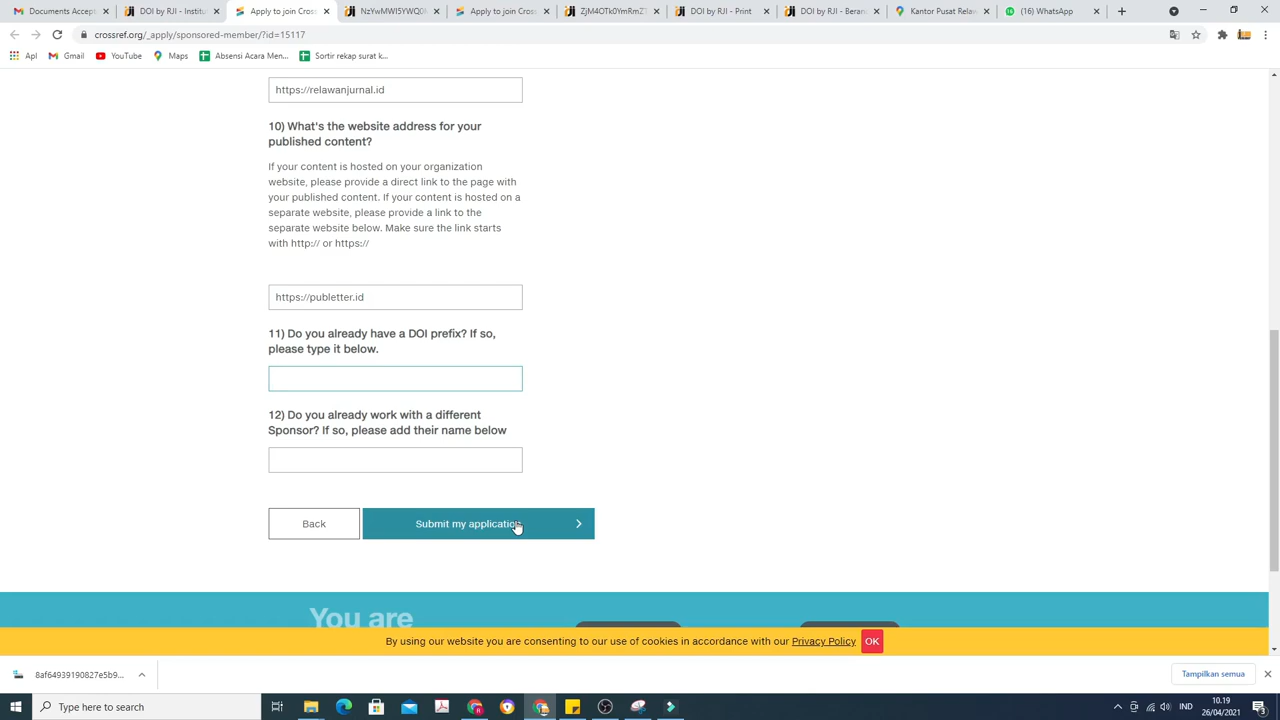 Documents Accept
DOI by RJI - Institu
Apply to join Cross
NzYwMWI5YWQ0
Apply to join Cross
ZjM4OTk0YmRmZ
DOI by RJI - Print
DOI by RJI - Beran
Kantor Pusat Relaw
(1) WhatsApp
crossref.org/_apply/sponsored-member/?id=15117
Apl
Gmail
YouTube
Maps
Absensi Acara Men...
Sortir rekap surat k...
https://relawanjurnal.id
10) What's the website address for your
published content?
If your content is hosted on your organization
website, please provide a direct link to the page with
your published content. If your content is hosted on a
separate website, please provide a link to the
separate website below. Make sure the link starts
with http:// or https://
https://publetter.id
11) Do you already have a DOI prefix? If so,
please type it below.
12) Do you already work with a different
Sponsor? If so, please add their name below
Back
Submit my application
You are
By using our website you are consenting to our use of cookies in accordance with our Privacy Policy
OK
8af64939190827e5b9...
Tampilkan semua
Type here to search
IND
10.19
26/04/2021